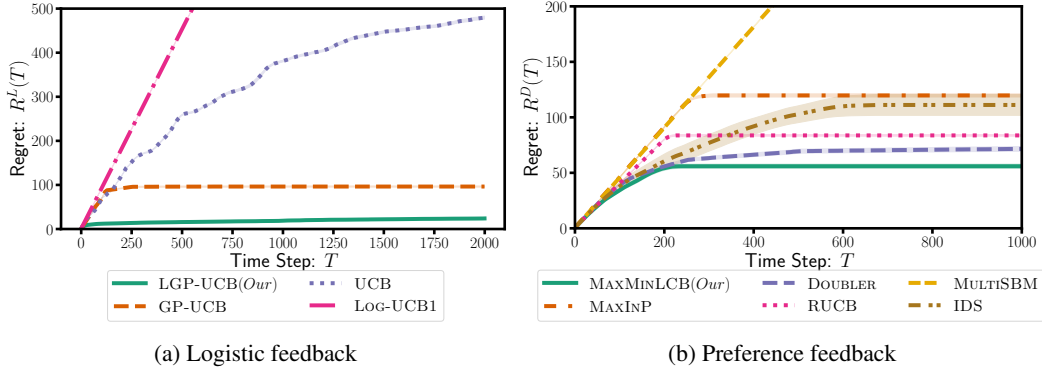 500
400
300
200
100
0
Regret: R^L(T)
0 250 500 750 1000 1250 1500 1750 2000
Time Step: T
LGP-UCB(Our) UCB
GP-UCB LOG-UCB1
(a) Logistic feedback
200
150
100
50
0
Regret: R^D(T)
0 200 400 600 800 1000
Time Step: T
MAXMINLCB(Our) DOUBLER MULTISBM
MAXINP RUCB IDS
(b) Preference feedback